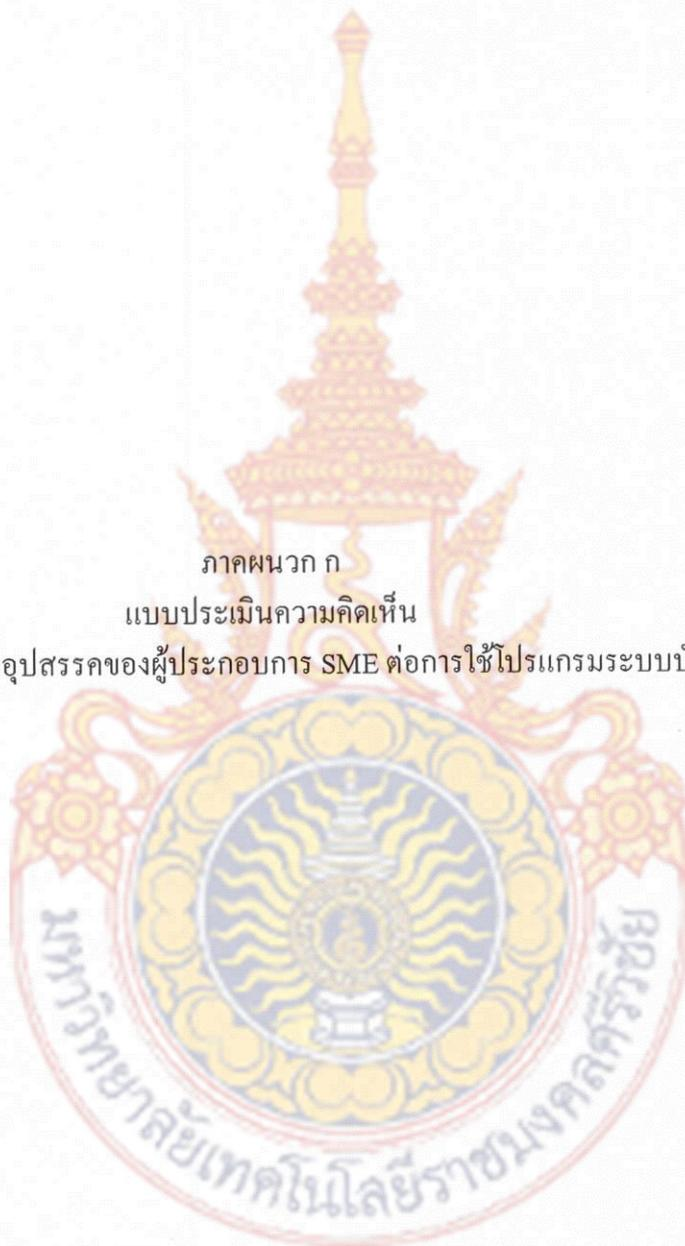 ภาคผนวก ก
แบบประเมินความคิดเห็น
อุปสรรคของผู้ประกอบการ SME ต่อการใช้โปรแกรมระบบ
มหาวิทยาลัยเทคโนโลยีราชมงคลศรีวิชัย